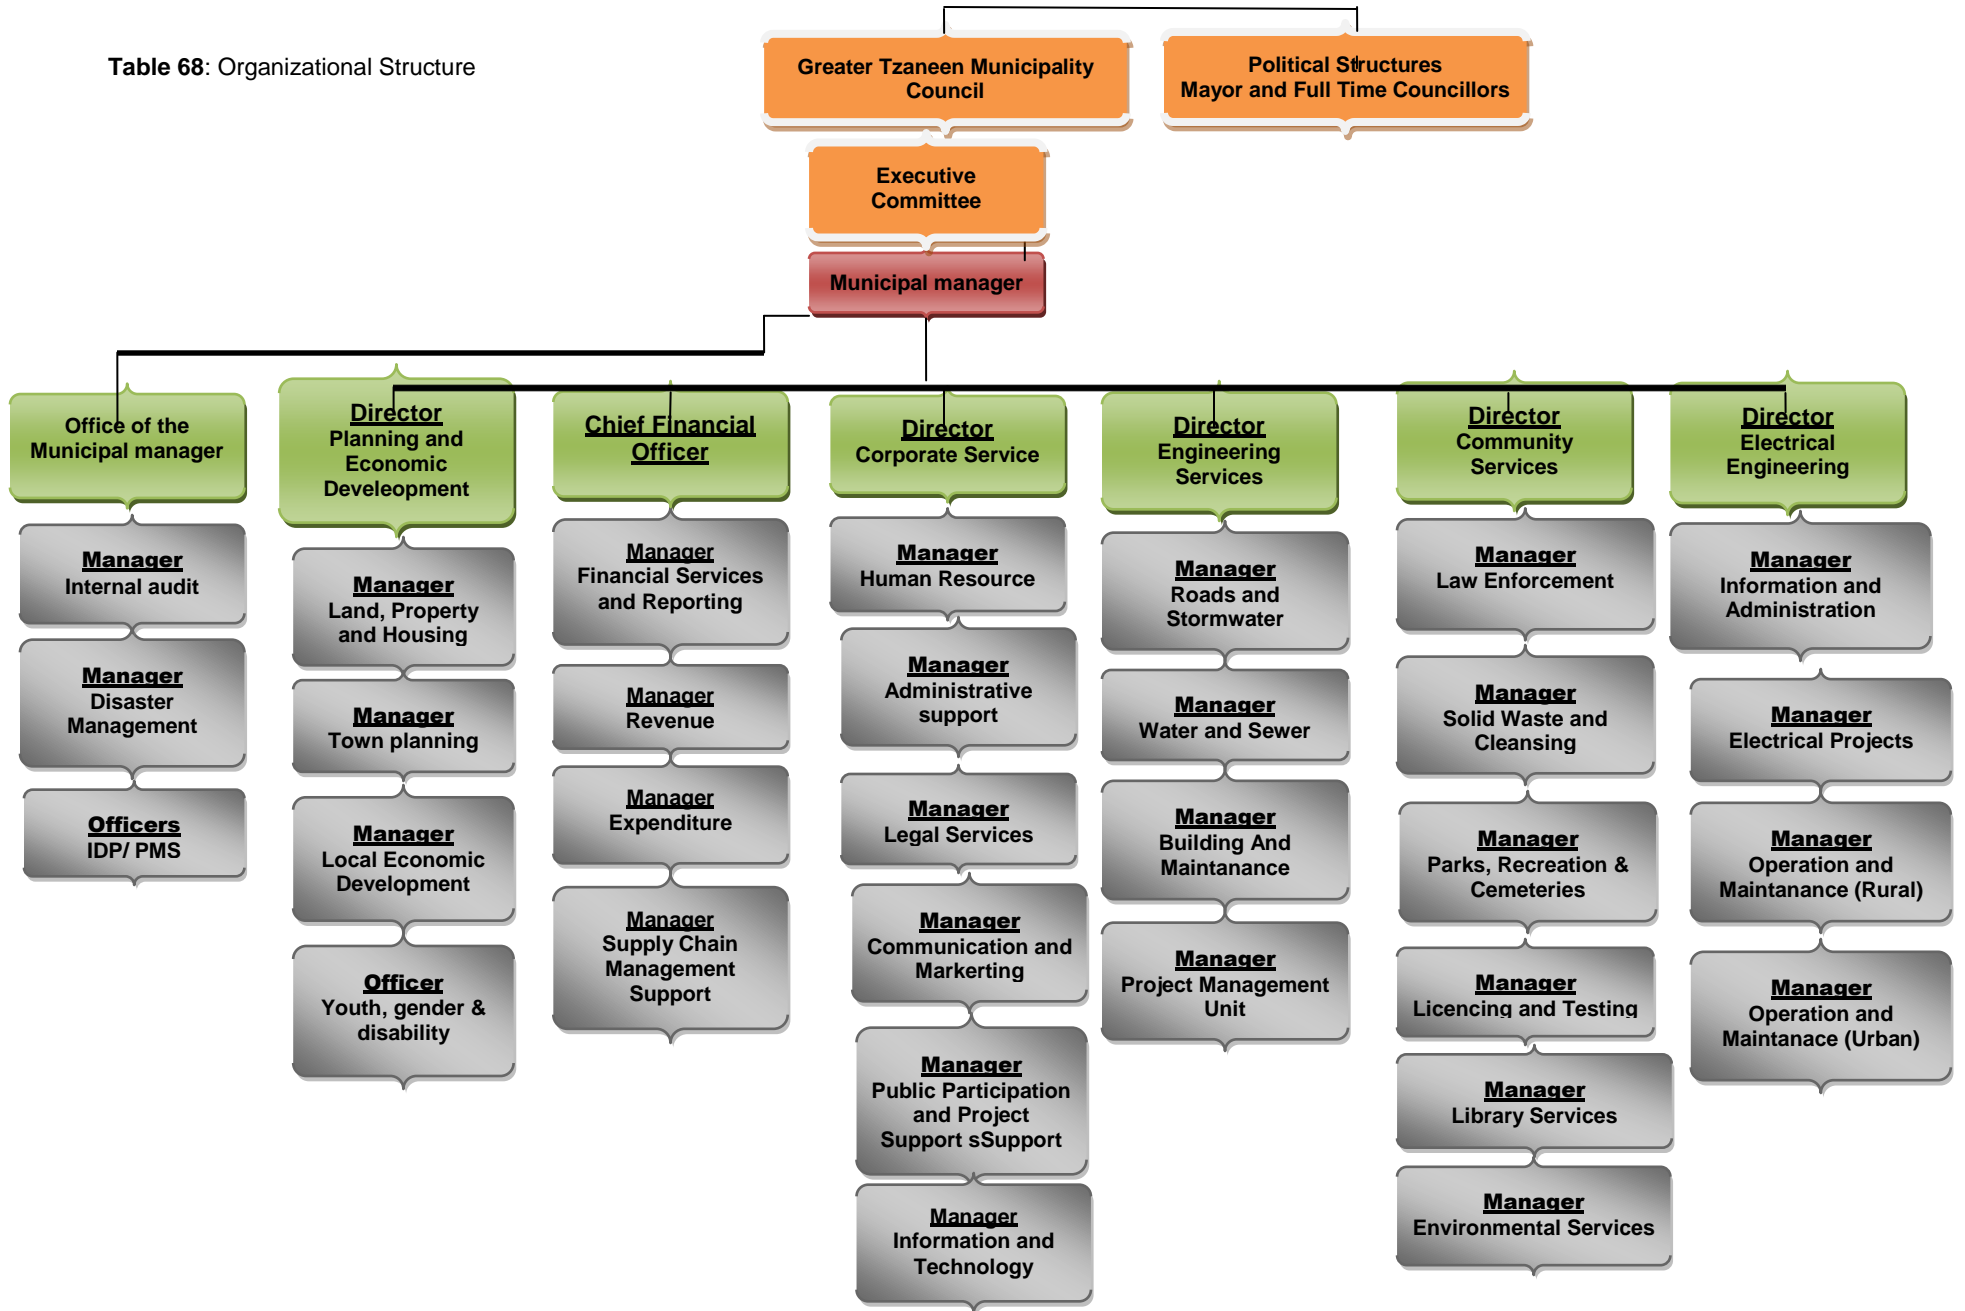 Table 68: Organizational Structure
Greater Tzaneen Municipality
Council
Political Structures
Mayor and Full Time Councillors
Executive
Committee
Municipal manager
Office of the
Municipal manager
Manager
Internal audit
Manager
Disaster
Management
Officers
IDP/ PMS
Director
Planning and
Economic
Develeopment
Manager
Land, Property
and Housing
Manager
Town planning
Manager
Local Economic
Development
Officer
Youth, gender &
disability
Chief Financial
Officer
Manager
Financial Services
and Reporting
Manager
Revenue
Manager
Expenditure
Manager
Supply Chain
Management
Support
Director
Corporate Service
Manager
Human Resource
Manager
Administrative
support
Manager
Legal Services
Manager
Communication and
Markerting
Manager
Public Participation
and Project
Support sSupport
Manager
Information and
Technology
Director
Engineering
Services
Manager
Roads and
Stormwater
Manager
Water and Sewer
Manager
Building And
Maintanance
Manager
Project Management
Unit
Director
Community
Services
Manager
Law Enforcement
Manager
Solid Waste and
Cleansing
Manager
Parks, Recreation &
Cemeteries
Manager
Licencing and Testing
Manager
Library Services
Manager
Environmental Services
Director
Electrical
Engineering
Manager
Information and
Administration
Manager
Electrical Projects
Manager
Operation and
Maintanance (Rural)
Manager
Operation and
Maintanace (Urban)